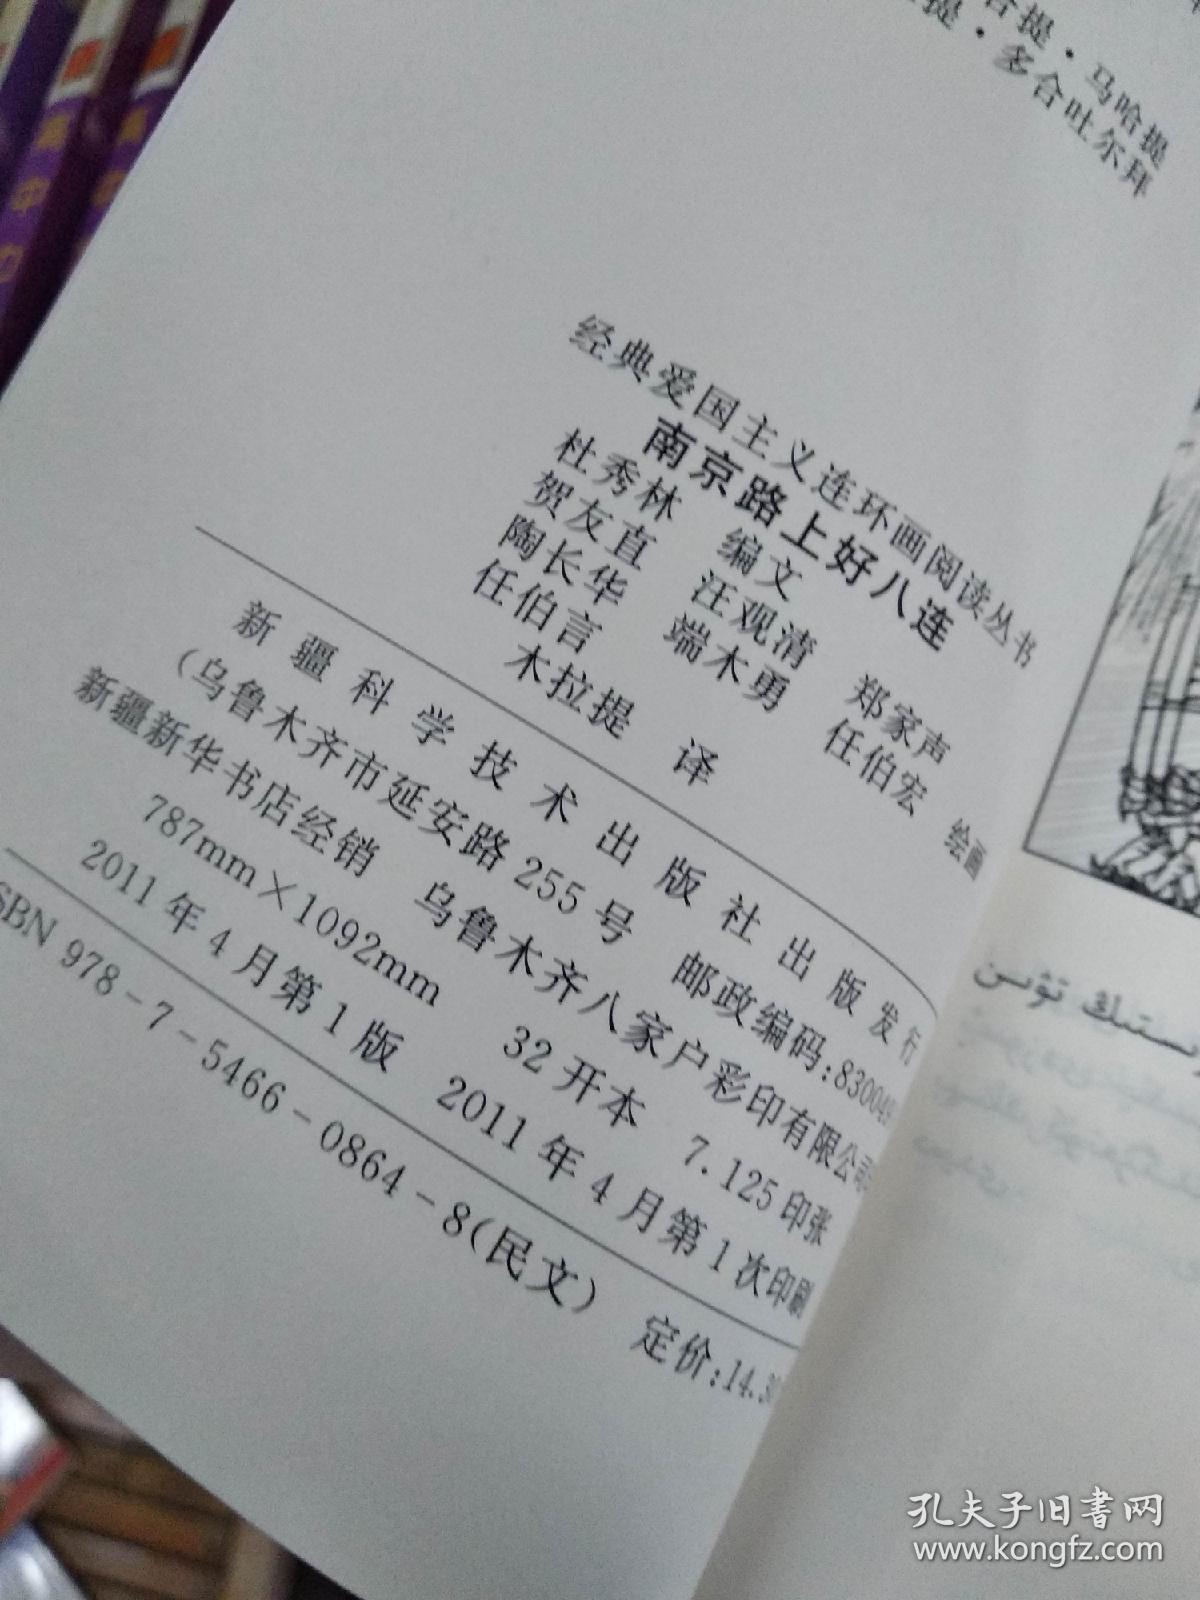 提·马哈提
提·多合吐尔拜
经典爱国主义连环画阅读丛书
南京路上好八连
杜秀林 编文
贺友直 汪观清 郑家声
陶长华 端木勇 任伯宏 绘画
任伯言
木拉提 译
新疆科学技术出版社出版发行
(乌鲁木齐市延安路255号 邮政编码:830049
新疆新华书店经销 乌鲁木齐八家户彩印有限公司
787mm×1092mm 32开本 7.125印张
2011年4月第1版 2011年4月第1次印刷
SBN 978-7-5466-0864-8(民文) 定价:14.3
高中
高中
孔夫子旧书网
www.kongfz.com